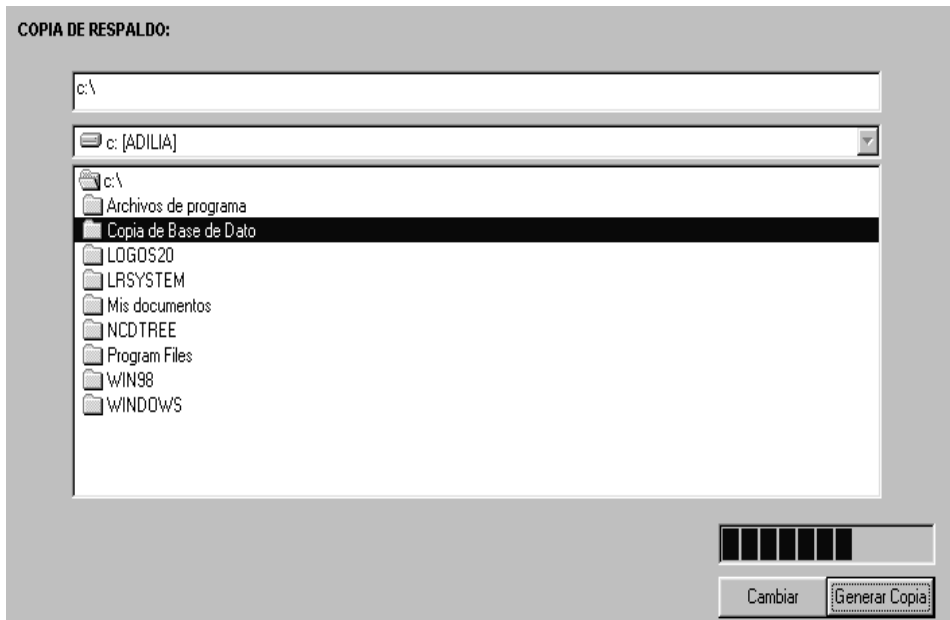 COPIA DE RESPALDO:
c:\
c: [ADILIA]
c:\
Archivos de programa
Copia de Base de Dato
LOGOS20
LRSYSTEM
Mis documentos
NCDTREE
Program Files
WIN98
WINDOWS
Cambiar
Generar Copia